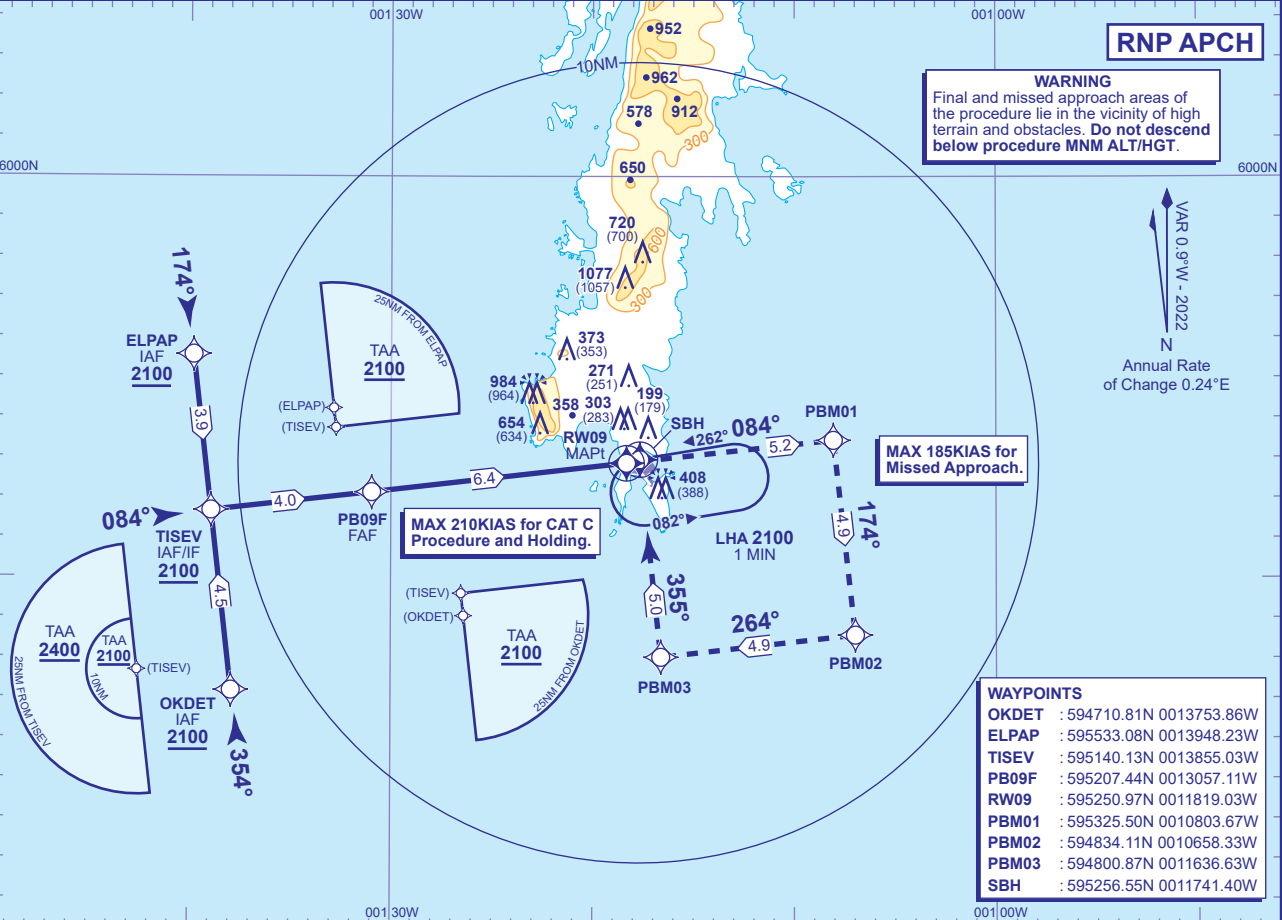 001:30W
001:00W
RNP APCH
WARNING
Final and missed approach areas of
the procedure lie in the vicinity of high
terrain and obstacles. Do not descend
below procedure MNM ALT/HGT.
952
10NM
962
912
578
300
6000N
6000N
650
720
(700)
600
1077
(1057)
300
VAR 0.9°W - 2022
N
Annual Rate
of Change 0.24°E
174°
ELPAP
IAF
2100
3.9
25NM FROM ELPAP
TAA
2100
(ELPAP)
(TISEV)
373
(353)
271
(251)
984
(964)
199
(179)
358
303
(283)
654
(634)
RW09
MAPt
SBH
262°
084°
5.2
PBM01
MAX 185KIAS for
Missed Approach.
408
(388)
082°
LHA 2100
1 MIN
6.4
4.0
PB09F
FAF
084°
TISEV
IAF/IF
2100
MAX 210KIAS for CAT C
Procedure and Holding.
4.9
174°
4.5
TAA
2400
TAA
2100
10NM
(TISEV)
25NM FROM TISEV
(TISEV)
(OKDET)
TAA
2100
25NM FROM OKDET
5.0
355°
264°
4.9
PBM02
PBM03
OKDET
IAF
2100
354°
WAYPOINTS
OKDET : 594710.81N 0013753.86W
ELPAP : 595533.08N 0013948.23W
TISEV : 595140.13N 0013855.03W
PB09F : 595207.44N 0013057.11W
RW09 : 595250.97N 0011819.03W
PBM01 : 595325.50N 0010803.67W
PBM02 : 594834.11N 0010658.33W
PBM03 : 594800.87N 0011636.63W
SBH : 595256.55N 0011741.40W
001:30W
001:00W